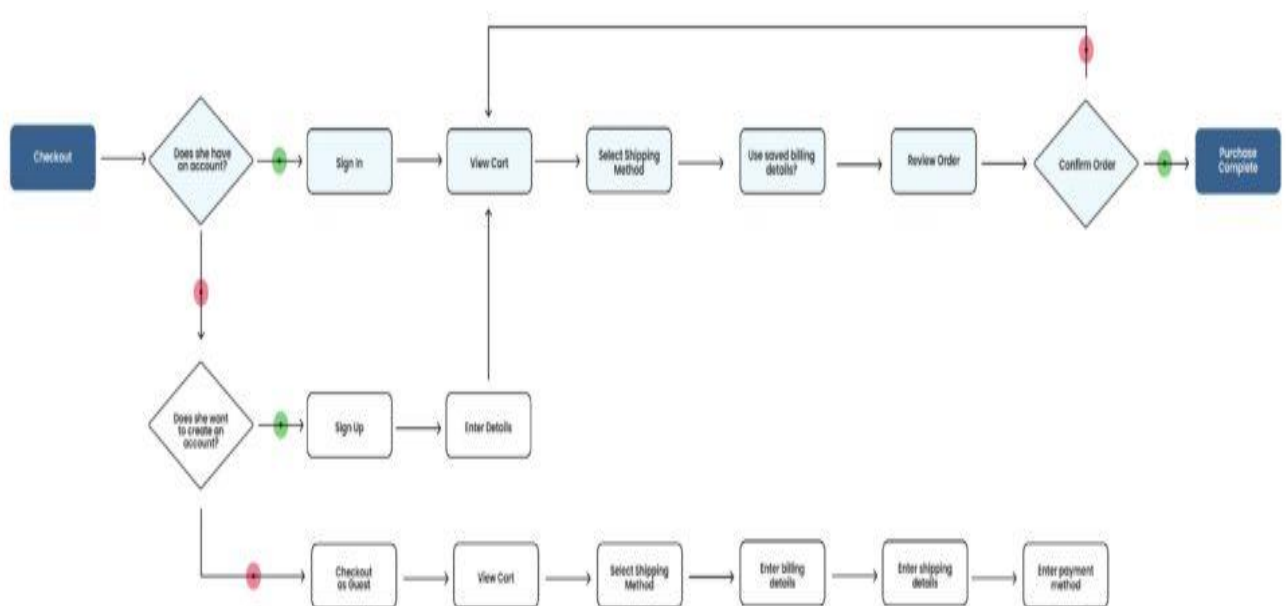 Checkout
Does she have
an account?
Sign in
View Cart
Select Shipping
Method
Use saved billing
details?
Review Order
Confirm Order
Purchase
Complete
Does she want
to create an
account?
Sign Up
Enter Details
Checkout
as Guest
View Cart
Select Shipping
Method
Enter billing
details
Enter shipping
details
Enter payment
method